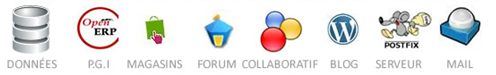 Open
ERP
POSTFIX
DONNÉES P.G.I MAGASINS FORUM COLLABORATIF BLOG SERVEUR MAIL